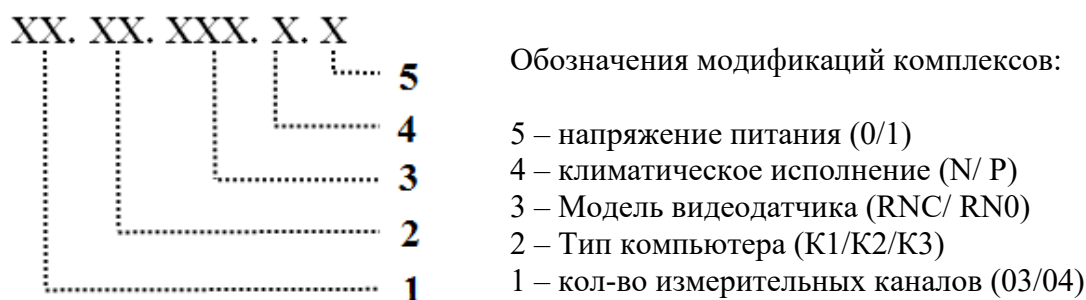 XX. XX. XXX. X. X
5
4
3
2
1
Обозначения модификаций комплексов:
5 – напряжение питания (0/1)
4 – климатическое исполнение (N/ P)
3 – Модель видеодатчика (RNC/ RN0)
2 – Тип компьютера (К1/К2/К3)
1 – кол-во измерительных каналов (03/04)